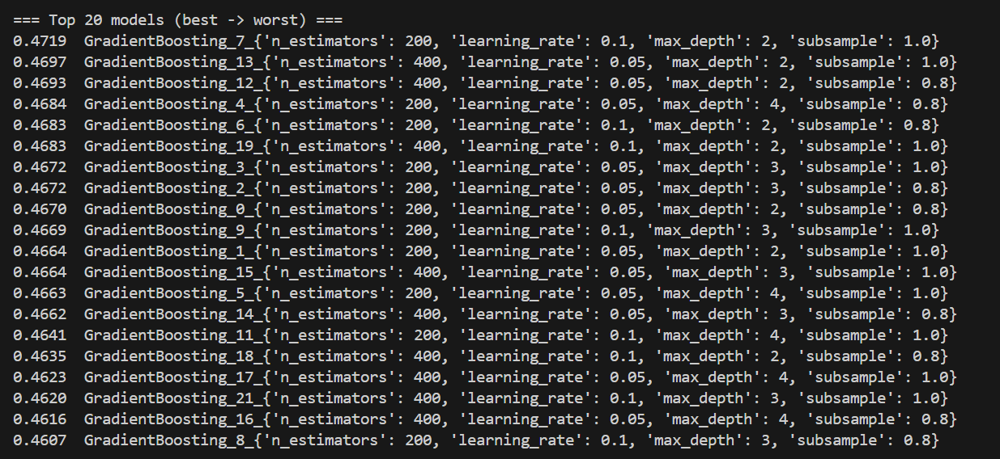 === Top 20 models (best -> worst) ===
0.4719  GradientBoosting_7_{'n_estimators': 200, 'learning_rate': 0.1, 'max_depth': 2, 'subsample': 1.0}
0.4697  GradientBoosting_13_{'n_estimators': 400, 'learning_rate': 0.05, 'max_depth': 2, 'subsample': 1.0}
0.4693  GradientBoosting_12_{'n_estimators': 400, 'learning_rate': 0.05, 'max_depth': 2, 'subsample': 0.8}
0.4684  GradientBoosting_4_{'n_estimators': 200, 'learning_rate': 0.05, 'max_depth': 4, 'subsample': 0.8}
0.4683  GradientBoosting_6_{'n_estimators': 200, 'learning_rate': 0.1, 'max_depth': 2, 'subsample': 0.8}
0.4683  GradientBoosting_19_{'n_estimators': 400, 'learning_rate': 0.1, 'max_depth': 2, 'subsample': 1.0}
0.4672  GradientBoosting_3_{'n_estimators': 200, 'learning_rate': 0.05, 'max_depth': 3, 'subsample': 1.0}
0.4672  GradientBoosting_2_{'n_estimators': 200, 'learning_rate': 0.05, 'max_depth': 3, 'subsample': 0.8}
0.4670  GradientBoosting_0_{'n_estimators': 200, 'learning_rate': 0.05, 'max_depth': 2, 'subsample': 0.8}
0.4669  GradientBoosting_9_{'n_estimators': 200, 'learning_rate': 0.1, 'max_depth': 3, 'subsample': 1.0}
0.4664  GradientBoosting_1_{'n_estimators': 200, 'learning_rate': 0.05, 'max_depth': 2, 'subsample': 1.0}
0.4664  GradientBoosting_15_{'n_estimators': 400, 'learning_rate': 0.05, 'max_depth': 3, 'subsample': 1.0}
0.4663  GradientBoosting_5_{'n_estimators': 200, 'learning_rate': 0.05, 'max_depth': 4, 'subsample': 1.0}
0.4662  GradientBoosting_14_{'n_estimators': 400, 'learning_rate': 0.05, 'max_depth': 3, 'subsample': 0.8}
0.4641  GradientBoosting_11_{'n_estimators': 200, 'learning_rate': 0.1, 'max_depth': 4, 'subsample': 1.0}
0.4635  GradientBoosting_18_{'n_estimators': 400, 'learning_rate': 0.1, 'max_depth': 2, 'subsample': 0.8}
0.4623  GradientBoosting_17_{'n_estimators': 400, 'learning_rate': 0.05, 'max_depth': 4, 'subsample': 1.0}
0.4620  GradientBoosting_21_{'n_estimators': 400, 'learning_rate': 0.1, 'max_depth': 3, 'subsample': 1.0}
0.4616  GradientBoosting_16_{'n_estimators': 400, 'learning_rate': 0.05, 'max_depth': 4, 'subsample': 0.8}
0.4607  GradientBoosting_8_{'n_estimators': 200, 'learning_rate': 0.1, 'max_depth': 3, 'subsample': 0.8}